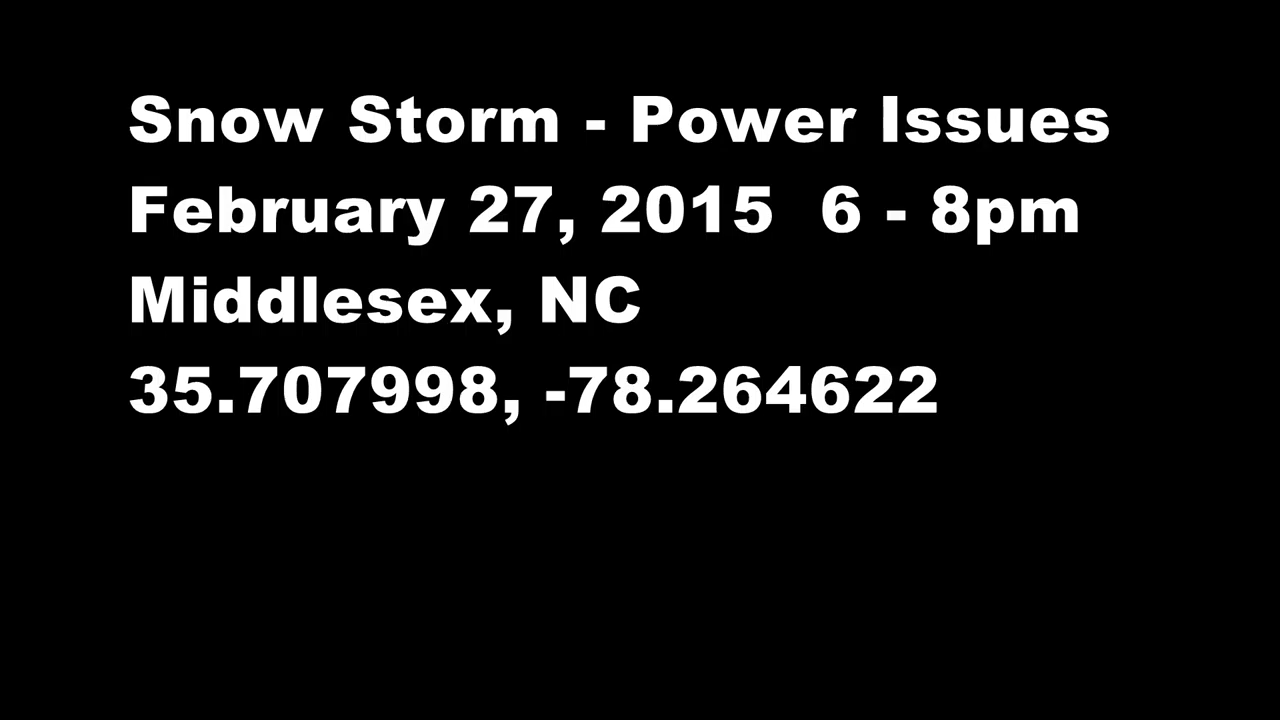 Snow Storm - Power Issues
February 27, 2015  6 - 8pm
Middlesex, NC
35.707998, -78.264622